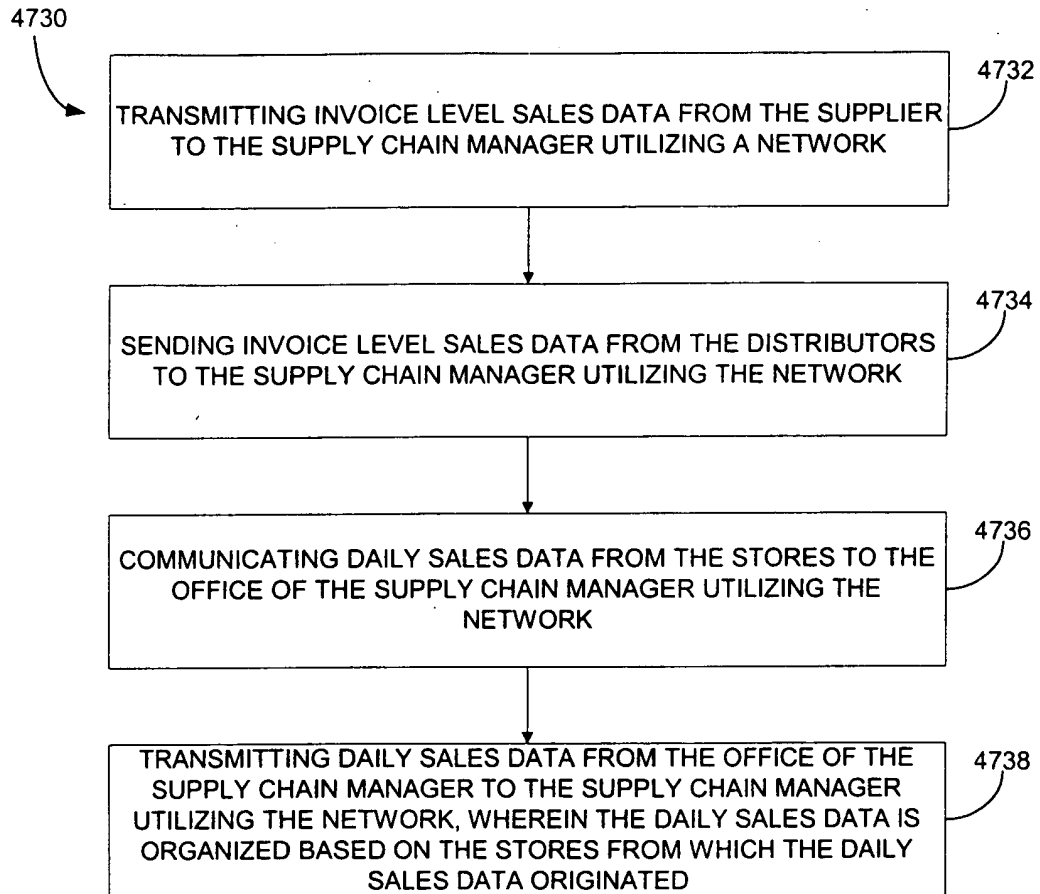 4730
4732
TRANSMITTING INVOICE LEVEL SALES DATA FROM THE SUPPLIER
TO THE SUPPLY CHAIN MANAGER UTILIZING A NETWORK
4734
SENDING INVOICE LEVEL SALES DATA FROM THE DISTRIBUTORS
TO THE SUPPLY CHAIN MANAGER UTILIZING THE NETWORK
4736
COMMUNICATING DAILY SALES DATA FROM THE STORES TO THE
OFFICE OF THE SUPPLY CHAIN MANAGER UTILIZING THE
NETWORK
4738
TRANSMITTING DAILY SALES DATA FROM THE OFFICE OF THE
SUPPLY CHAIN MANAGER TO THE SUPPLY CHAIN MANAGER
UTILIZING THE NETWORK, WHEREIN THE DAILY SALES DATA IS
ORGANIZED BASED ON THE STORES FROM WHICH THE DAILY
SALES DATA ORIGINATED